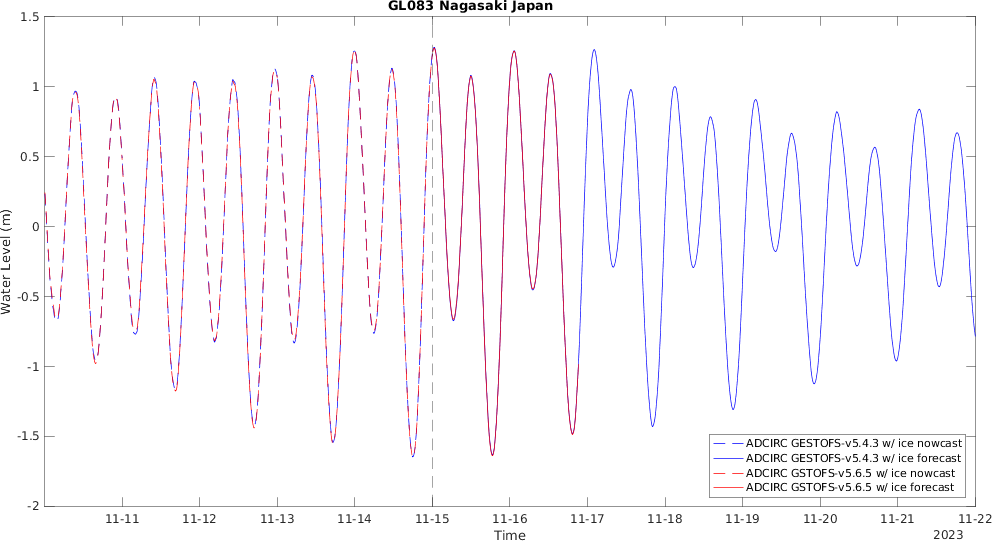 GL083 Nagasaki Japan
1.5
1
0.5
0
-0.5
-1
-1.5
-2
Water Level (m)
ADCIRC GESTOFS-v5.4.3 w/ ice nowcast
ADCIRC GESTOFS-v5.4.3 w/ ice forecast
ADCIRC GSTOFS-v5.6.5 w/ ice nowcast
ADCIRC GSTOFS-v5.6.5 w/ ice forecast
11-11 11-12 11-13 11-14 11-15 11-16 11-17 11-18 11-19 11-20 11-21 11-22
Time
2023